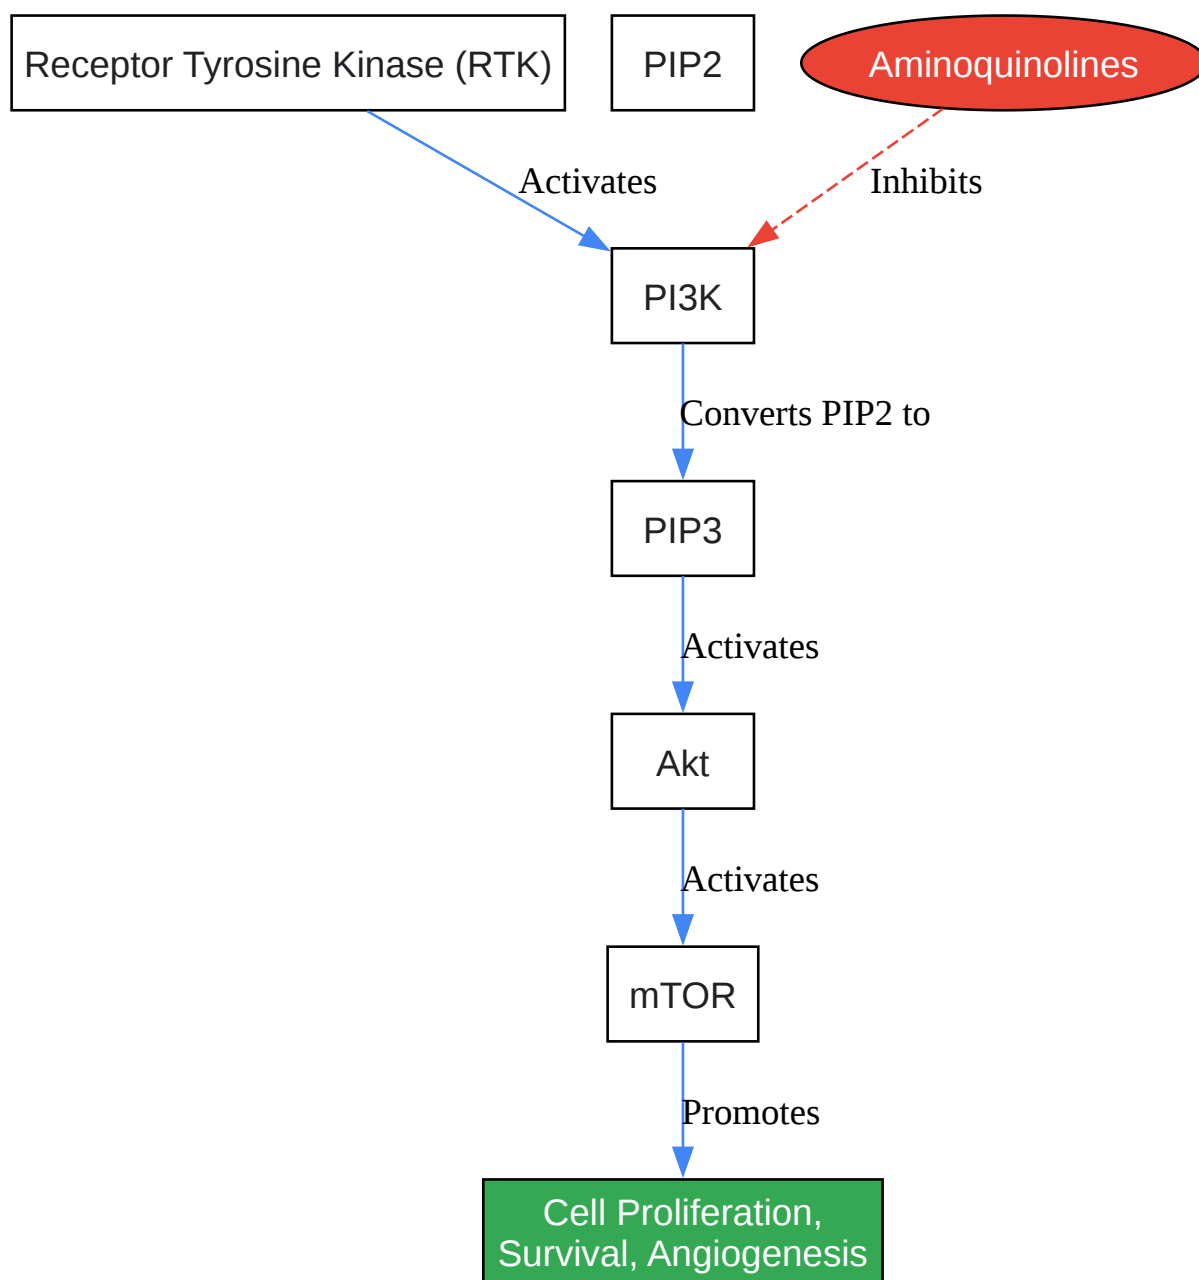 Receptor Tyrosine Kinase (RTK)
PIP2
Aminoquinolines
Activates
Inhibits
PI3K
Converts PIP2 to
PIP3
Activates
Akt
Activates
mTOR
Promotes
Cell Proliferation,
Survival, Angiogenesis